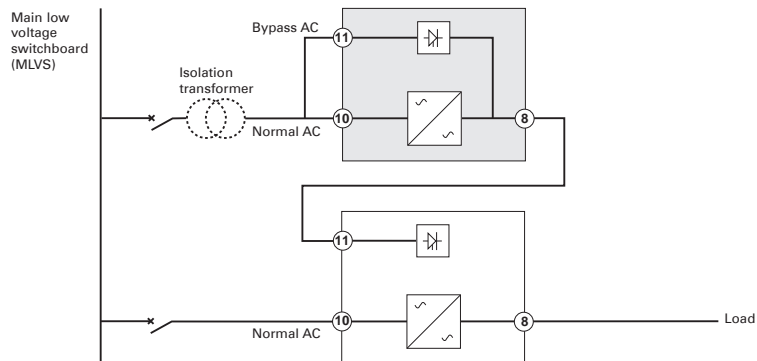 Main low
voltage
switchboard
(MLVS)
Bypass AC
11
Isolation
transformer
Normal AC
10
8
11
Normal AC
10
8
Load